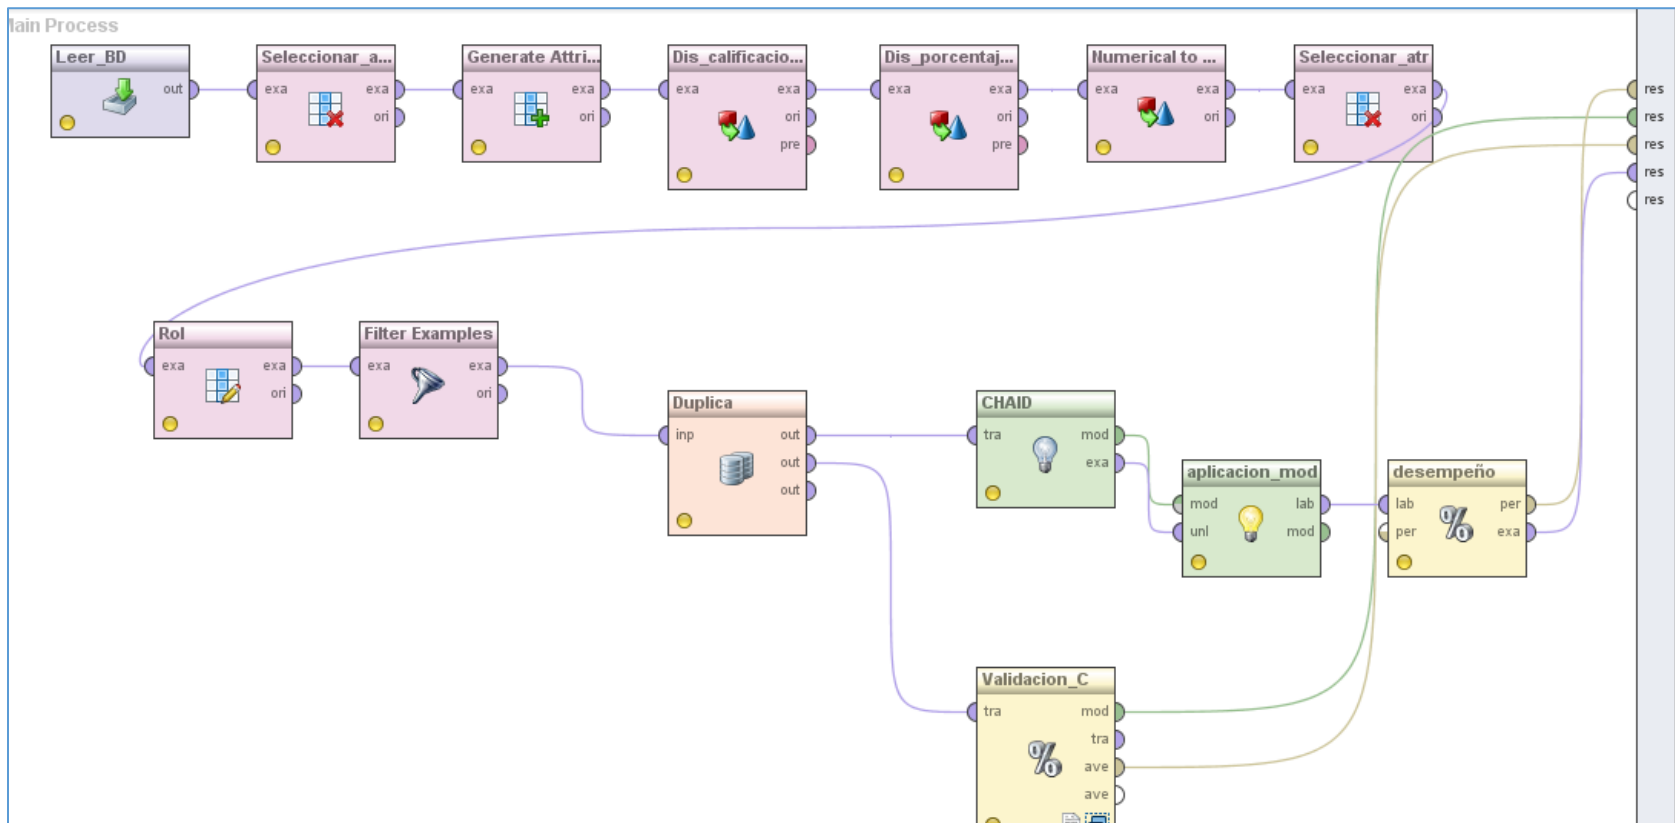 Main Process
Leer_BD
Seleccionar_a...
Generate Attri...
Dis_calificacio...
Dis_porcentaj...
Numerical to ...
Seleccionar_atr
out
exa exa
exa exa
exa exa
exa exa
exa exa
exa exa
res
ori
ori
ori
ori
ori
ori
res
pre
pre
res
res
res
Rol
Filter Examples
exa exa
exa exa
ori
ori
Duplica
CHAID
inp out
tra mod
out
exa
out
aplicacion_mod
desempeño
mod lab
lab per
unl mod
per exa
Validacion_C
tra mod
tra
ave
ave